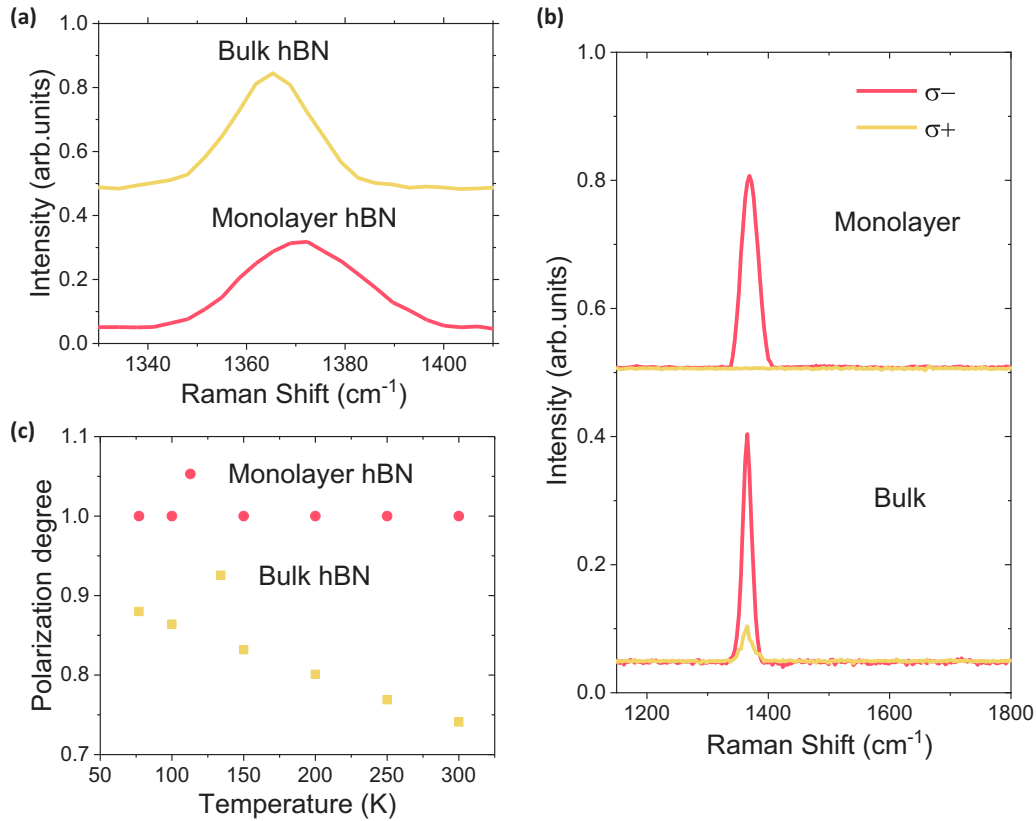 (a)
1.0
0.8
0.6
0.4
0.2
0.0
Intensity (arb.units)
Bulk hBN
Monolayer hBN
1340
1360
1380
1400
Raman Shift (cm-1)
(b)
1.0
0.8
0.6
0.4
0.2
0.0
Intensity (arb.units)
σ−
σ+
Monolayer
Bulk
1200
1400
1600
1800
Raman Shift (cm-1)
(c)
1.1
1.0
0.9
0.8
0.7
Polarization degree
Monolayer hBN
Bulk hBN
50
100
150
200
250
300
Temperature (K)